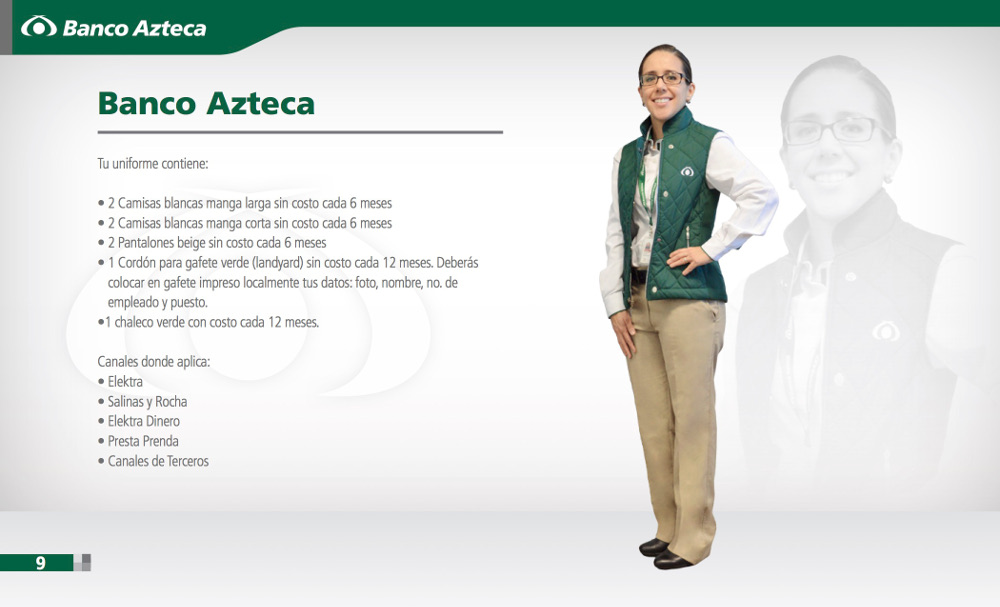 Banco Azteca
Banco Azteca
Tu uniforme contiene:
• 2 Camisas blancas manga larga sin costo cada 6 meses
• 2 Camisas blancas manga corta sin costo cada 6 meses
• 2 Pantalones beige sin costo cada 6 meses
• 1 Cordón para gafete verde (landyard) sin costo cada 12 meses. Deberás
colocar en gafete impreso localmente tus datos: foto, nombre, no. de
empleado y puesto.
•1 chaleco verde con costo cada 12 meses.
Canales donde aplica:
• Elektra
• Salinas y Rocha
• Elektra Dinero
• Presta Prenda
• Canales de Terceros
9